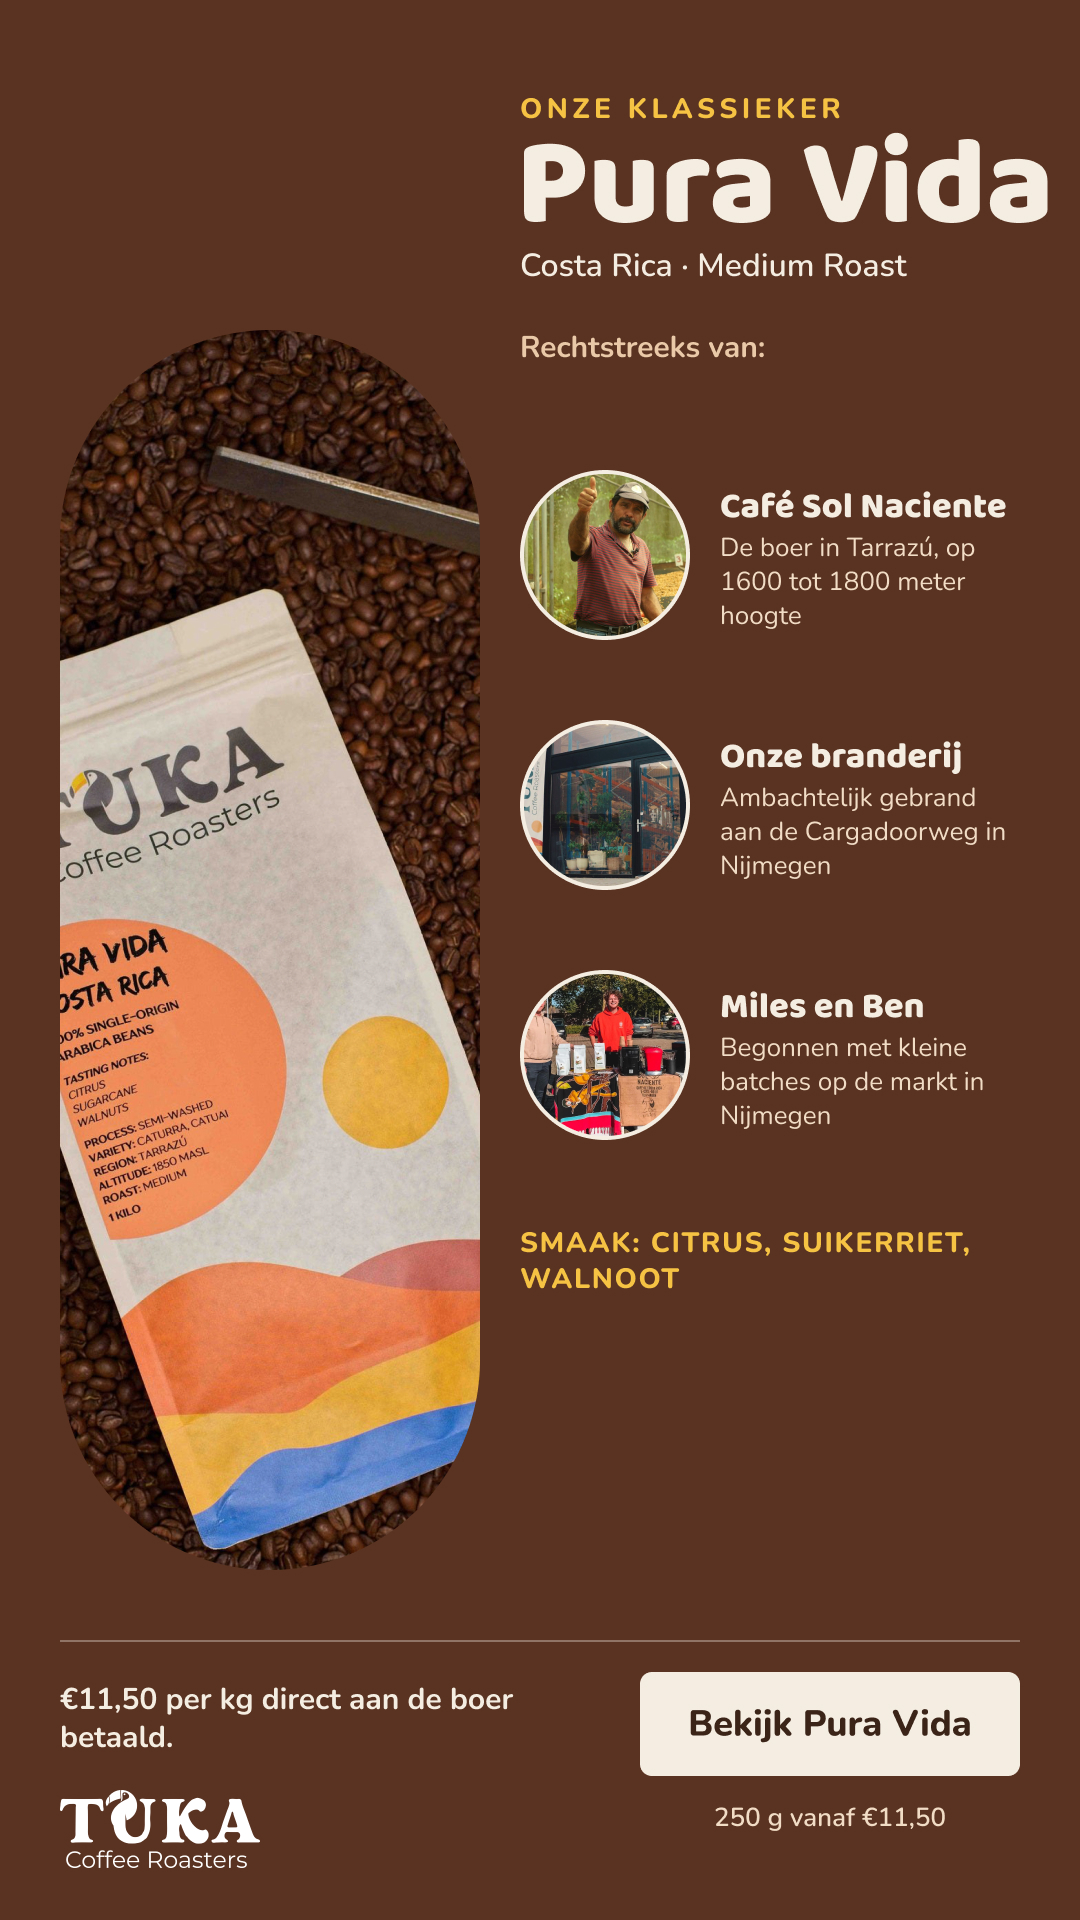 ONZE KLASSIEKER
Pura Vida
Costa Rica · Medium Roast
Rechtstreeks van:
Café Sol Naciente
De boer in Tarrazú, op
1600 tot 1800 meter
hoogte
Onze branderij
Ambachtelijk gebrand
aan de Cargadoorweg in
Nijmegen
Miles en Ben
Begonnen met kleine
batches op de markt in
Nijmegen
SMAAK: CITRUS, SUIKERRIET,
WALNOOT
TUKA
Coffee Roasters
RA VIDA
OSTA RICA
00% SINGLE-ORIGIN
ARABICA BEANS
TASTING NOTES:
CITRUS
SUGARCANE
WALNUTS
PROCESS: SEMI-WASHED
VARIETY: CATURRA, CATUAI
REGION: TARRAZÚ
ALTITUDE: 1850 MASL
ROAST: MEDIUM
1 KILO
€11,50 per kg direct aan de boer
betaald.
Bekijk Pura Vida
250 g vanaf €11,50
TUKA
Coffee Roasters